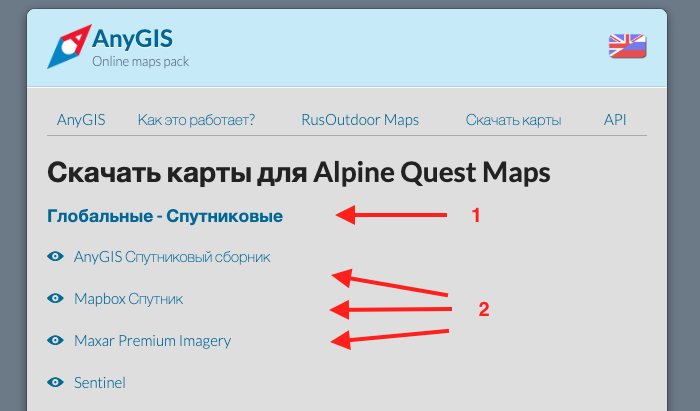 AnyGIS
Online maps pack
AnyGIS Как это работает? RusOutdoor Maps Скачать карты API
Скачать карты для Alpine Quest Maps
Глобальные - Спутниковые 1
AnyGIS Спутниковый сборник
Mapbox Спутник 2
Maxar Premium Imagery
Sentinel